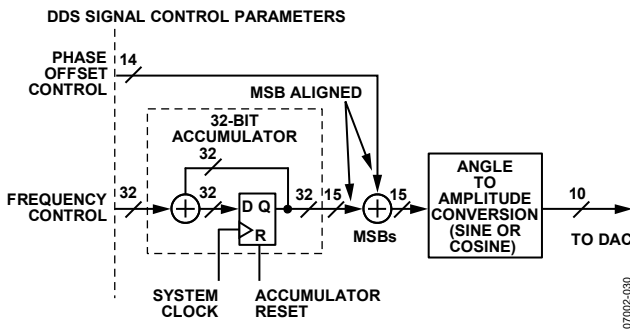 DDS SIGNAL CONTROL PARAMETERS
PHASE
OFFSET
CONTROL
14
MSB ALIGNED
32-BIT
ACCUMULATOR
32
FREQUENCY
CONTROL
32
32
D Q
R
32
15
15
MSBs
ANGLE
TO
AMPLITUDE
CONVERSION
(SINE OR
COSINE)
10
TO DAC
SYSTEM
CLOCK
ACCUMULATOR
RESET
07002-030